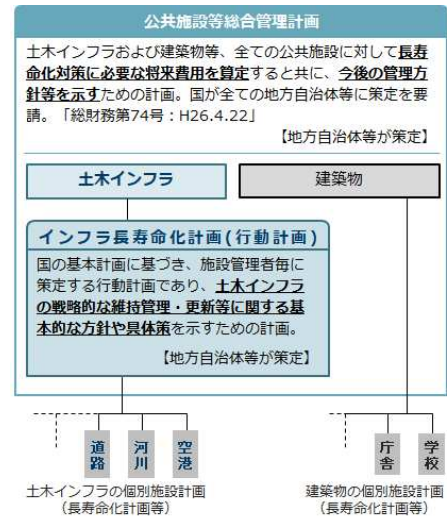 公共施設等総合管理計画
土木インフラおよび建築物等、全ての公共施設に対して長寿
命化対策に必要な将来費用を算定すると共に、今後の管理方
針等を示すための計画。国が全ての地方自治体等に策定を要
請。「総財務第74号：H26.4.22」
【地方自治体等が策定】
土木インフラ
建築物
インフラ長寿命化計画(行動計画)
国の基本計画に基づき、施設管理者毎に
策定する行動計画であり、土木インフラ
の戦略的な維持管理・更新等に関する基
本的な方針や具体策を示すための計画。
【地方自治体等が策定】
道路
河川
空港
庁舎
学校
土木インフラの個別施設計画
（長寿命化計画等）
建築物の個別施設計画
（長寿命化計画等）